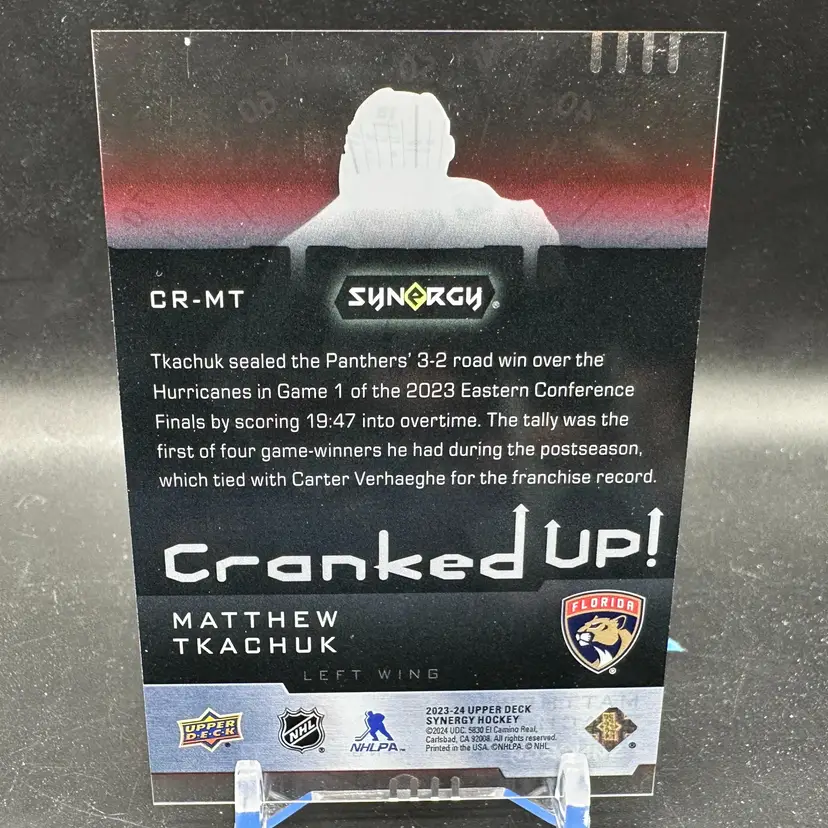 CR-MT
SYNERGY
Tkachuk sealed the Panthers' 3-2 road win over the
Hurricanes in Game 1 of the 2023 Eastern Conference
Finals by scoring 19:47 into overtime. The tally was the
first of four game-winners he had during the postseason,
which tied with Carter Verhaeghe for the franchise record.
Cranked UP!
MATTHEW
TKACHUK
FLORIDA
LEFT WING
UPPER
D·E·C·K
NHL
NHLPA
2023-24 UPPER DECK
SYNERGY HOCKEY
©2024 UDC. 5830 El Camino Real,
Carlsbad, CA 92008. All rights reserved.
Printed in the USA. ©NHLPA. © NHL.